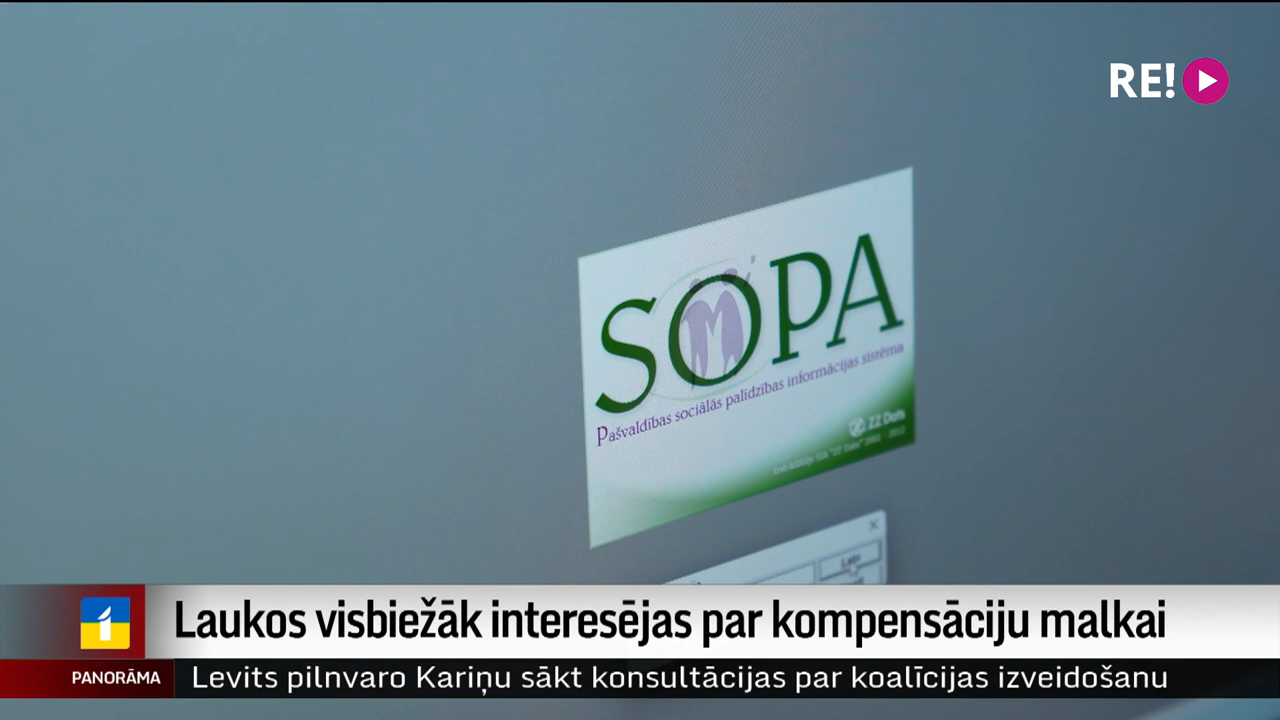 RE!
SOPA
Pašvaldības sociālās palīdzības informācijas sistēma
ZZ Dats
1
Laukos visbiežāk interesējas par kompensāciju malkai
PANORĀMA
Levits pilnvaro Kariņu sākt konsultācijas par koalīcijas izveidošanu